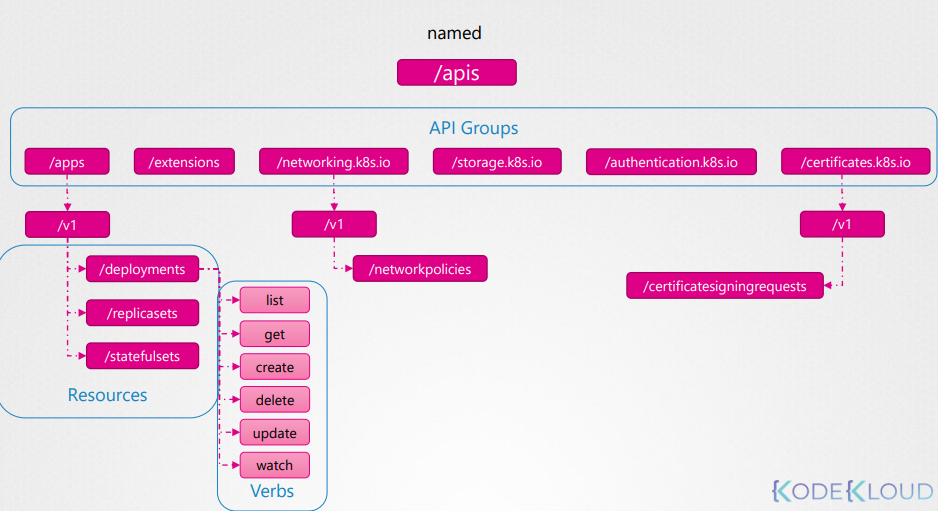 named
/apis
API Groups
/apps
/extensions
/networking.k8s.io
/storage.k8s.io
/authentication.k8s.io
/certificates.k8s.io
/v1
/v1
/v1
/deployments
/replicasets
/statefulsets
Resources
list
get
create
delete
update
watch
Verbs
/networkpolicies
/certificatesigningrequests
KODEKLOUD